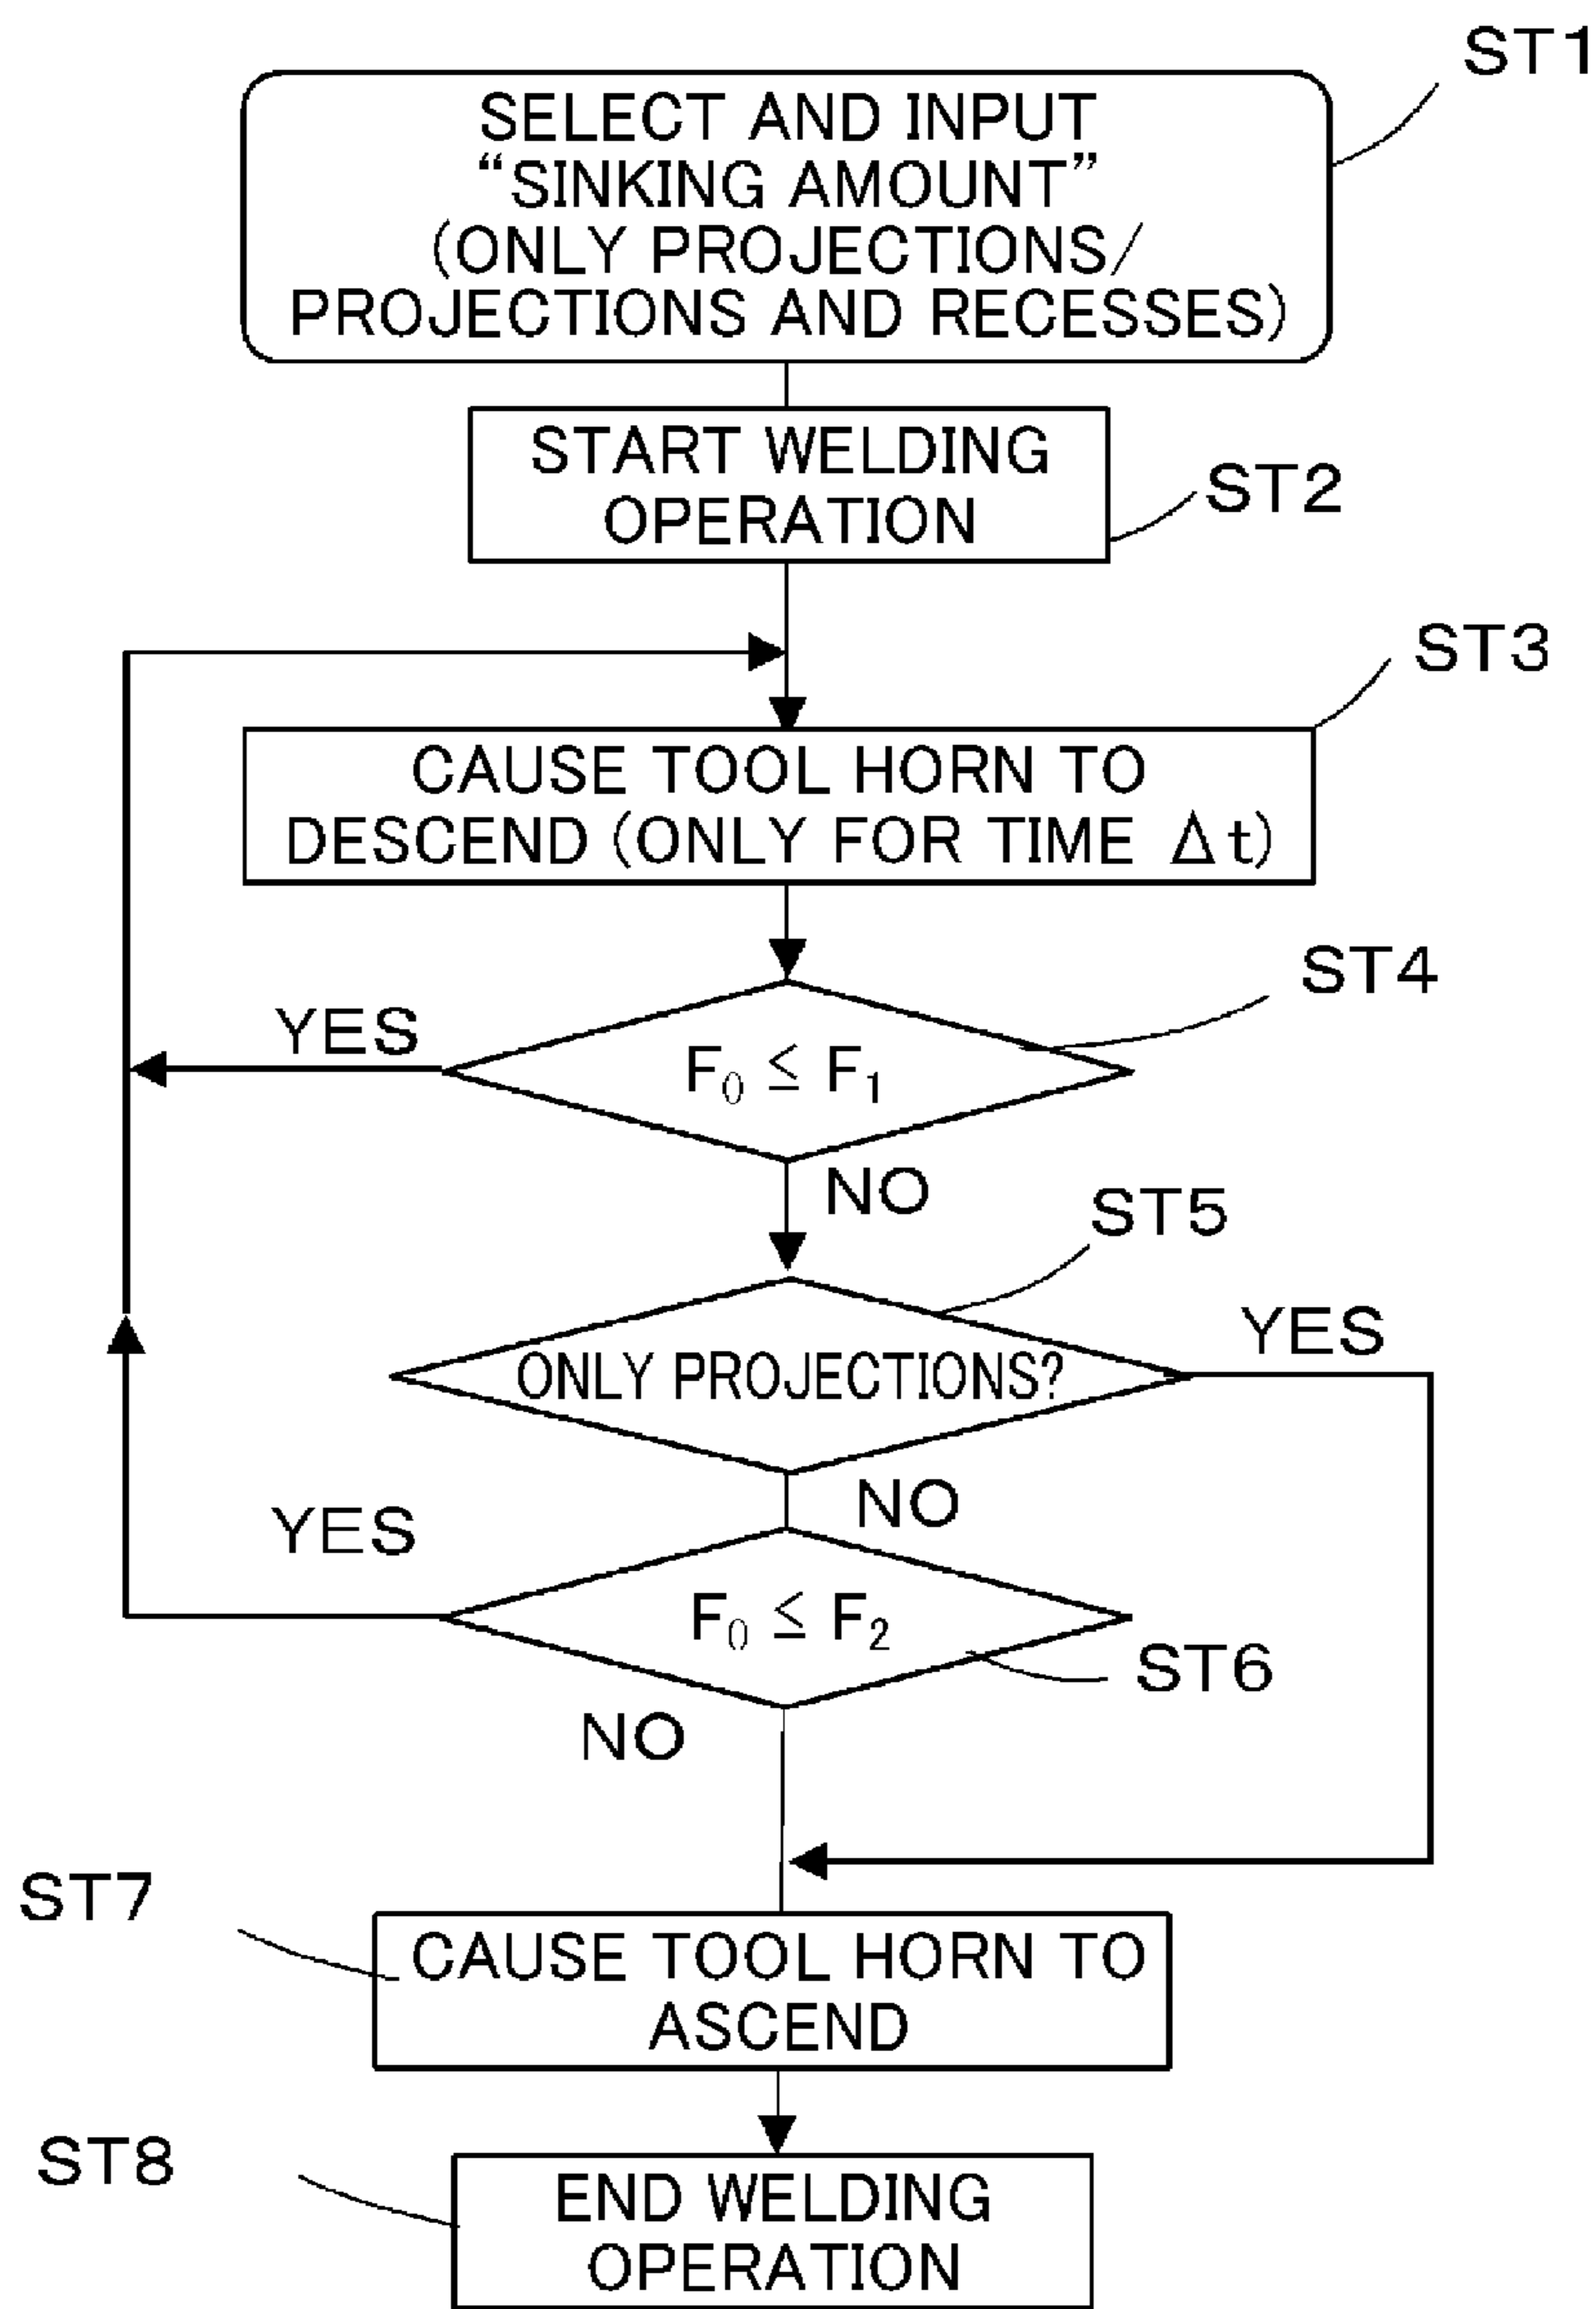 ST1
SELECT AND INPUT
“SINKING AMOUNT”
(ONLY PROJECTIONS/
PROJECTIONS AND RECESSES)
START WELDING
OPERATION
ST2
ST3
CAUSE TOOL HORN TO
DESCEND (ONLY FOR TIME Δt)
ST4
YES
F₀ ≤ F₁
NO
ST5
YES
ONLY PROJECTIONS?
NO
YES
F₀ ≤ F₂
ST6
NO
ST7
CAUSE TOOL HORN TO
ASCEND
ST8
END WELDING
OPERATION